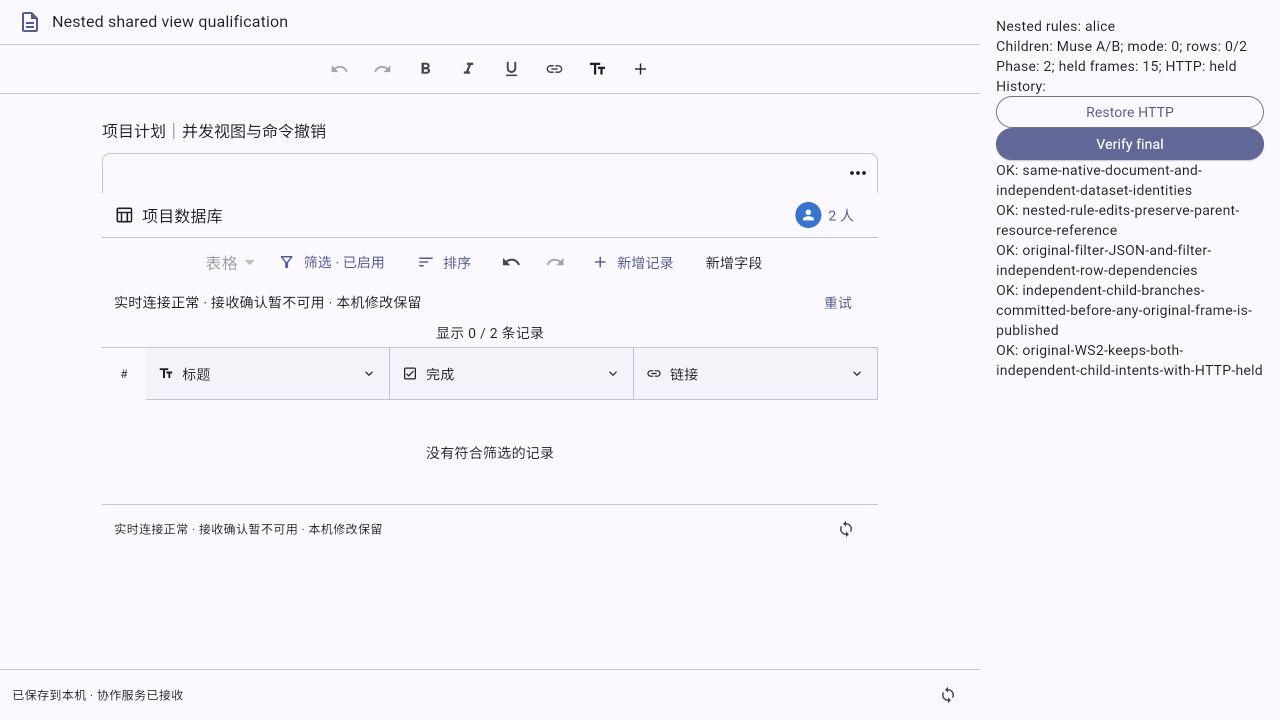 Nested shared view qualification
B I U Tт +
项目计划｜并发视图与命令撤销
项目数据库
2 人
表格
筛选 · 已启用
排序
新增记录
新增字段
实时连接正常 · 接收确认暂不可用 · 本机修改保留
重试
显示 0 / 2 条记录
#
Tт 标题
完成
链接
没有符合筛选的记录
实时连接正常 · 接收确认暂不可用 · 本机修改保留
已保存到本机 · 协作服务已接收
Nested rules: alice
Children: Muse A/B; mode: 0; rows: 0/2
Phase: 2; held frames: 15; HTTP: held
History:
Restore HTTP
Verify final
OK: same-native-document-and-
independent-dataset-identities
OK: nested-rule-edits-preserve-parent-
resource-reference
OK: original-filter-JSON-and-filter-
independent-row-dependencies
OK: independent-child-branches-
committed-before-any-original-frame-is-
published
OK: original-WS2-keeps-both-
independent-child-intents-with-HTTP-held